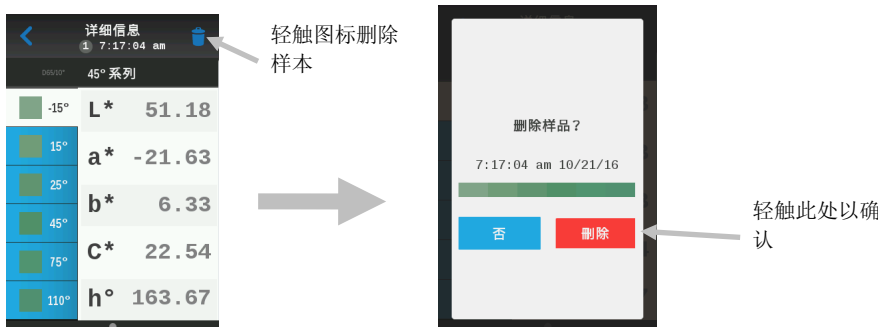 详细信息
1 7:17:04 am
D65/10°
45° 系列
-15°
15°
25°
45°
75°
110°
L* 51.18
a* -21.63
b* 6.33
C* 22.54
h° 163.67
轻触图标删除
样本
删除样品？
7:17:04 am 10/21/16
否
刪除
轻触此处以确
认